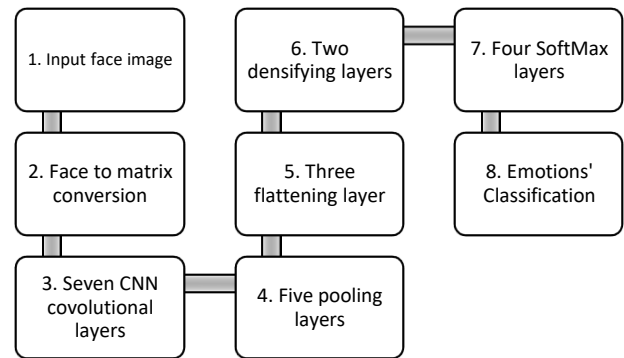 1. Input face image
2. Face to matrix
conversion
3. Seven CNN
covolutional
layers
4. Five pooling
layers
5. Three
flattening layer
6. Two
densifying layers
7. Four SoftMax
layers
8. Emotions'
Classification